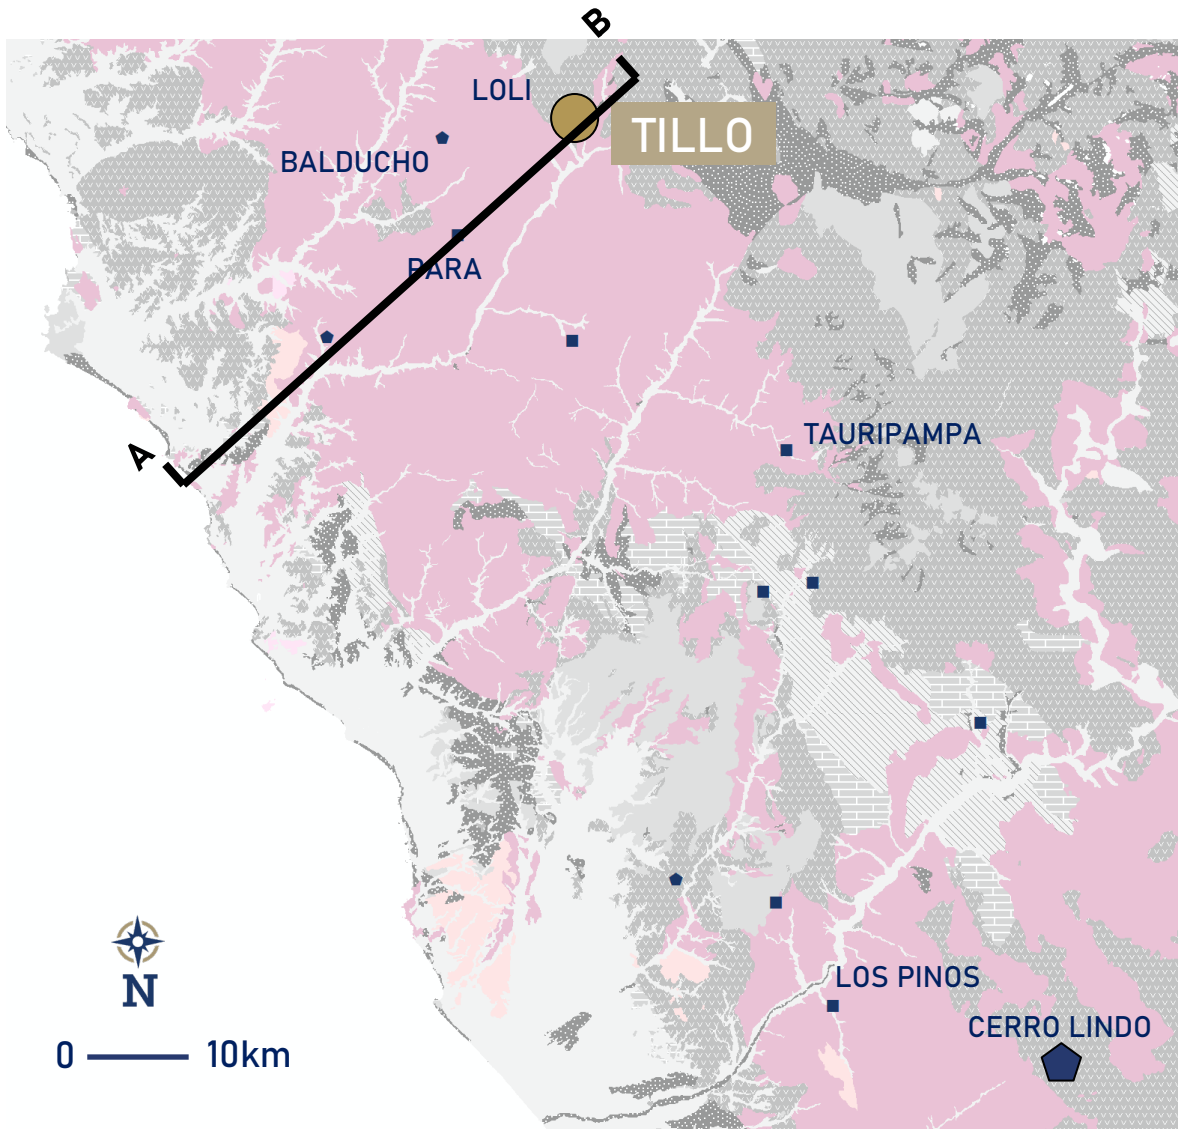 B
LOLI
TILLO
BALDUCHO
PARA
A
TAURIPAMPA
N
LOS PINOS
CERRO LINDO
0 10km